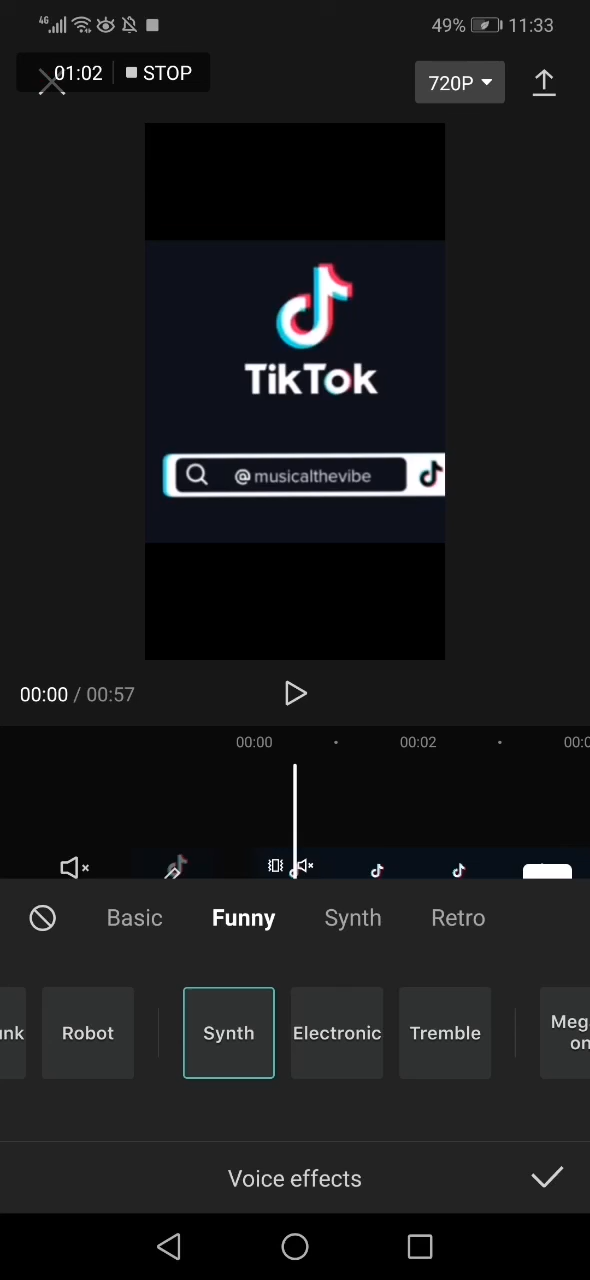 4G
49%
11:33
01:02
STOP
720P
TikTok
@musicalthevibe
00:00 / 00:57
00:00
00:02
Basic
Funny
Synth
Retro
Robot
Synth
Electronic
Tremble
Voice effects